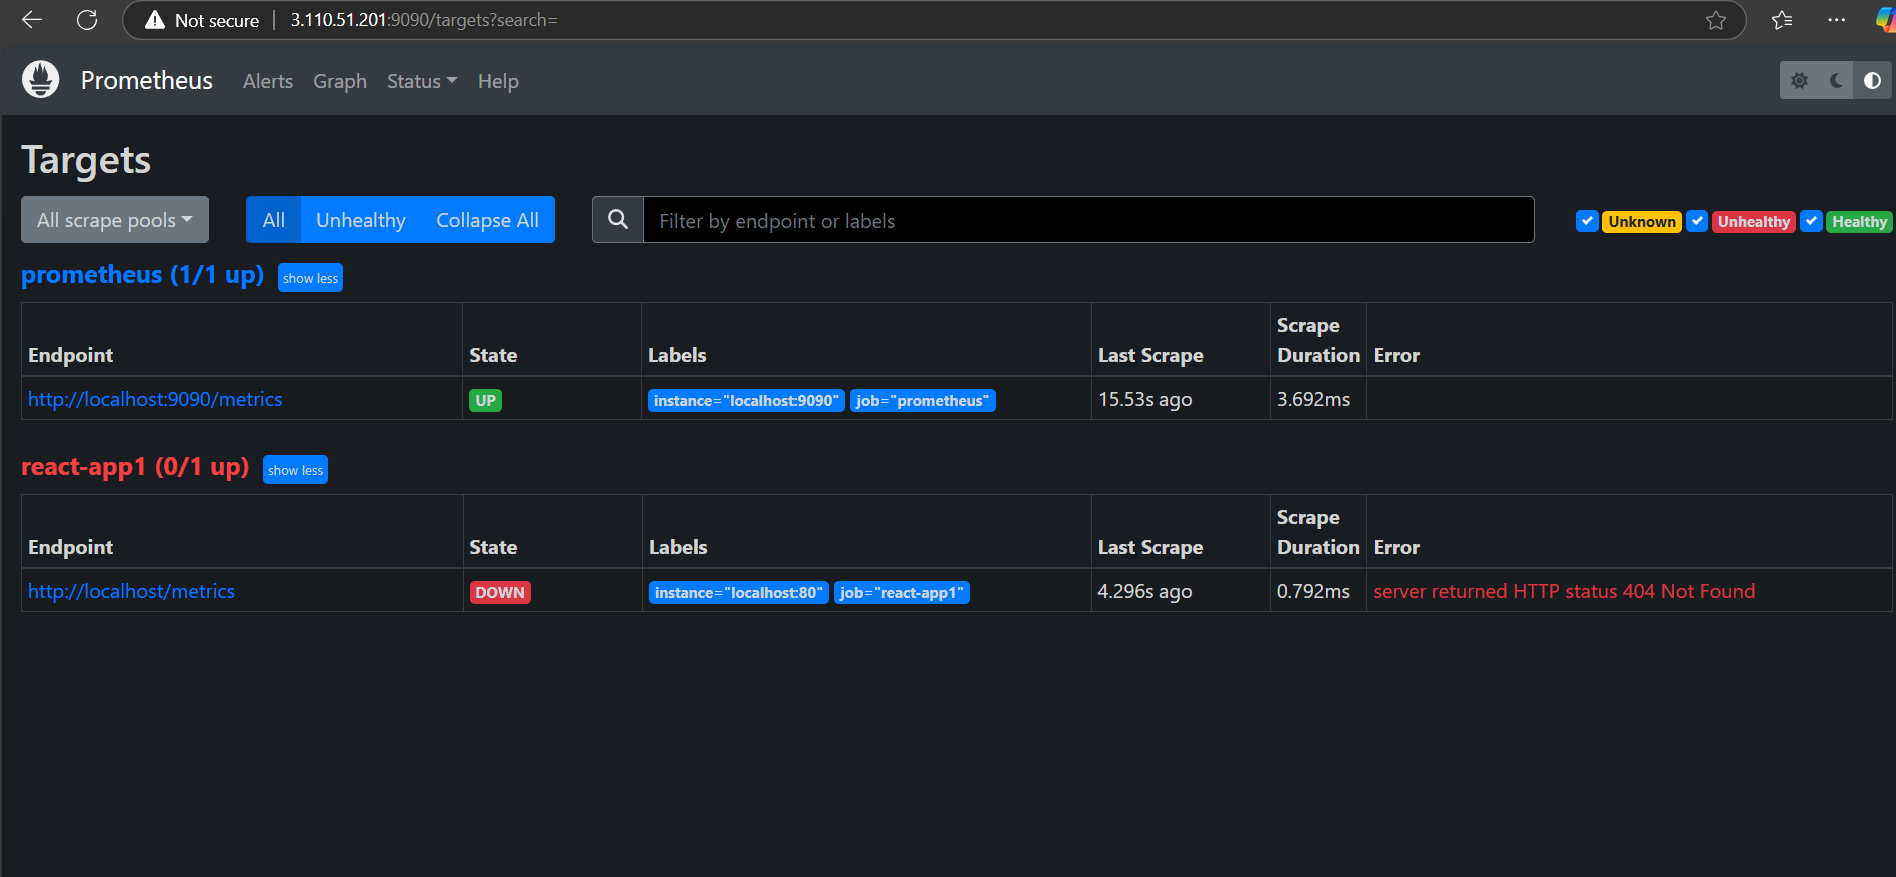 Not secure 3.110.51.201:9090/targets?search=
Prometheus Alerts Graph Status Help
Targets
All scrape pools All Unhealthy Collapse All Filter by endpoint or labels Unknown Unhealthy Healthy
prometheus (1/1 up) show less
Endpoint State Labels Last Scrape Scrape Duration Error
http://localhost:9090/metrics UP instance="localhost:9090" job="prometheus" 15.53s ago 3.692ms
react-app1 (0/1 up) show less
Endpoint State Labels Last Scrape Scrape Duration Error
http://localhost/metrics DOWN instance="localhost:80" job="react-app1" 4.296s ago 0.792ms server returned HTTP status 404 Not Found